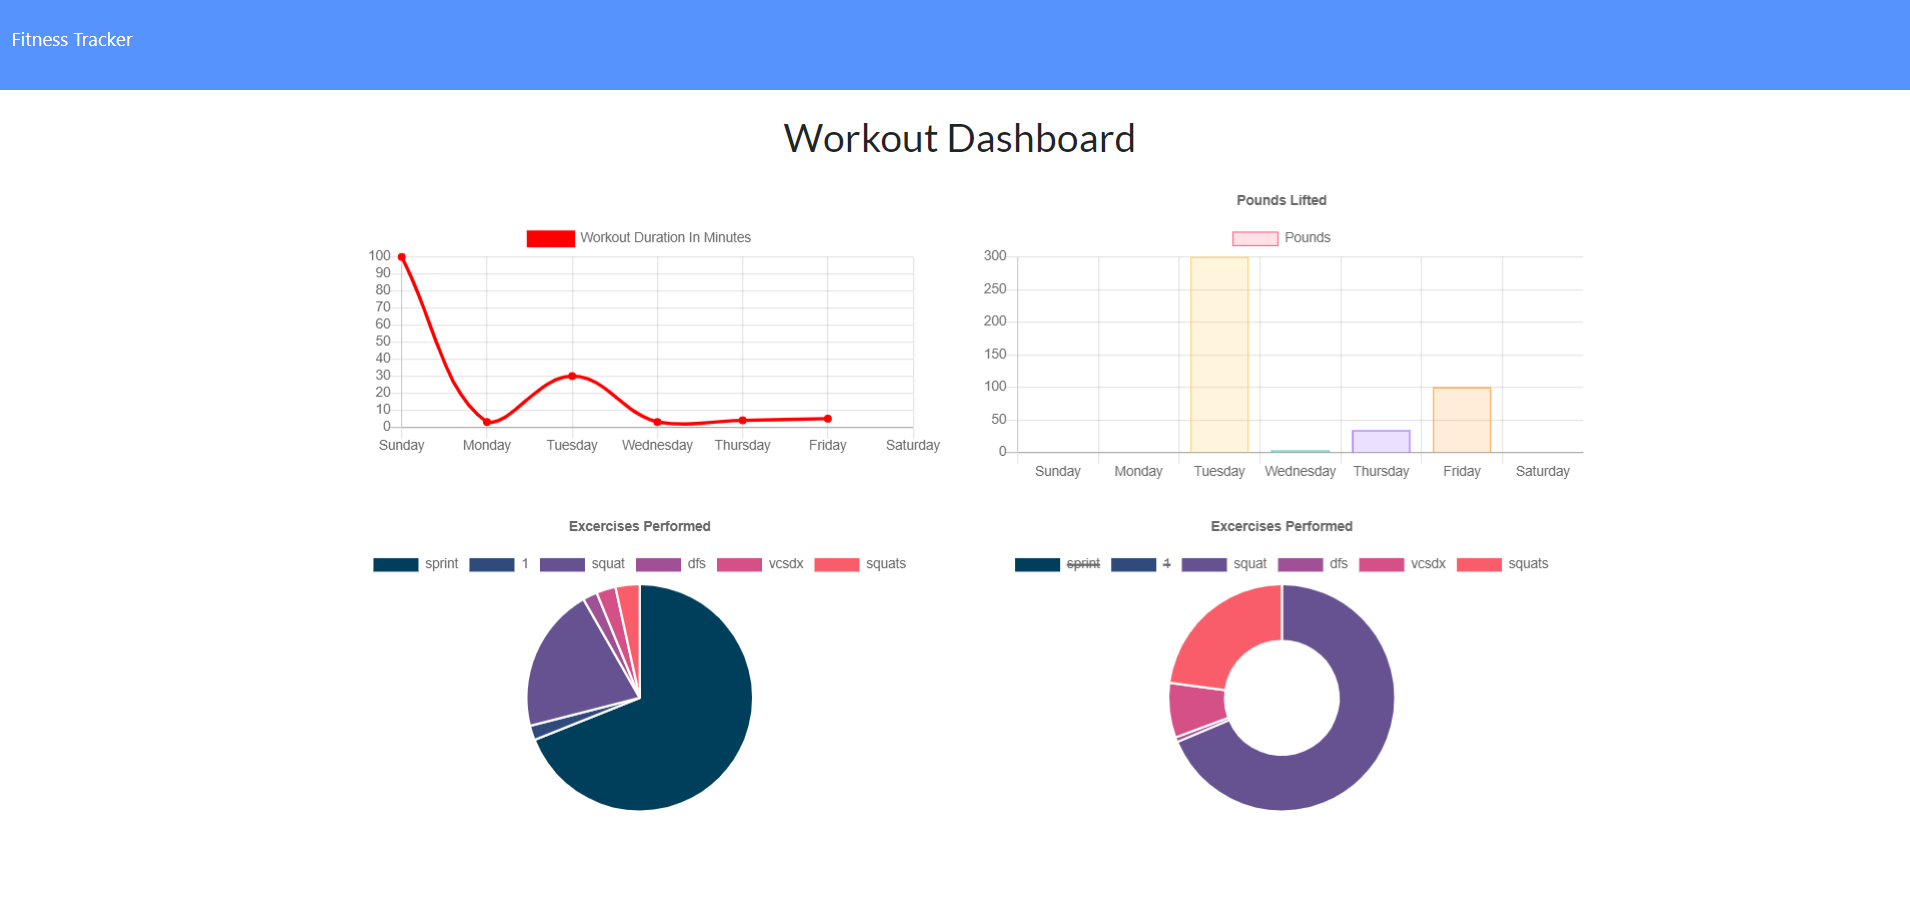 Fitness Tracker
Workout Dashboard
Workout Duration In Minutes
100
90
80
70
60
50
40
30
20
10
0
Sunday Monday Tuesday Wednesday Thursday Friday Saturday
Pounds Lifted
Pounds
300
250
200
150
100
50
0
Sunday Monday Tuesday Wednesday Thursday Friday Saturday
Excercises Performed
sprint 1 squat dfs vcsdx squats
Excercises Performed
sprint 1 squat dfs vcsdx squats